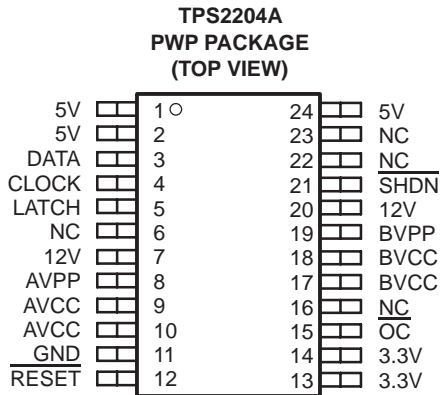 TPS2204A
PWP PACKAGE
(TOP VIEW)
5V 1 24 5V
5V 2 23 NC
DATA 3 22 NC
CLOCK 4 21 SHDN
LATCH 5 20 12V
NC 6 19 BVPP
12V 7 18 BVCC
AVPP 8 17 BVCC
AVCC 9 16 NC
AVCC 10 15 OC
GND 11 14 3.3V
RESET 12 13 3.3V